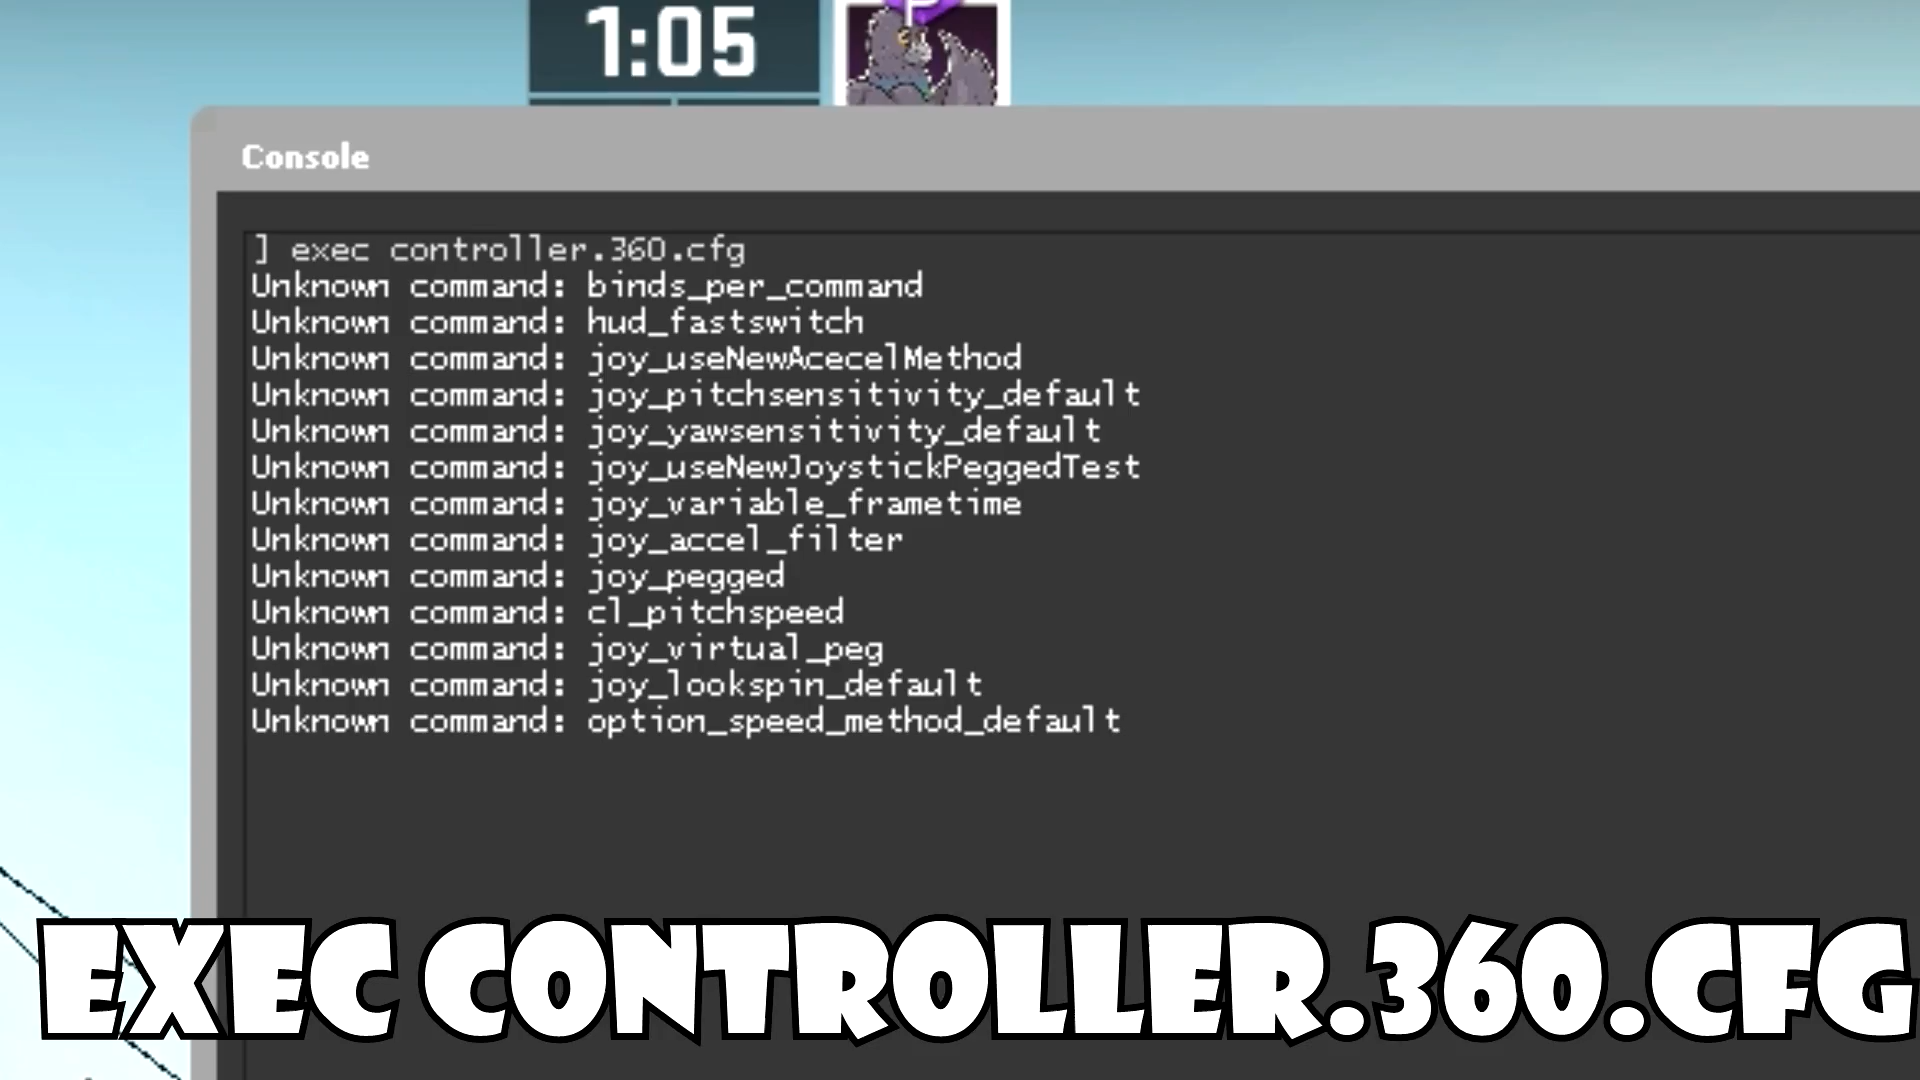 1:05
P
Console
] exec controller.360.cfg
Unknown command: binds_per_command
Unknown command: hud_fastswitch
Unknown command: joy_useNewAcecelMethod
Unknown command: joy_pitchsensitivity_default
Unknown command: joy_yawsensitivity_default
Unknown command: joy_useNewJoystickPeggedTest
Unknown command: joy_variable_frametime
Unknown command: joy_accel_filter
Unknown command: joy_pegged
Unknown command: cl_pitchspeed
Unknown command: joy_virtual_peg
Unknown command: joy_lookspin_default
Unknown command: option_speed_method_default
EXEC CONTROLLER.360.CFG